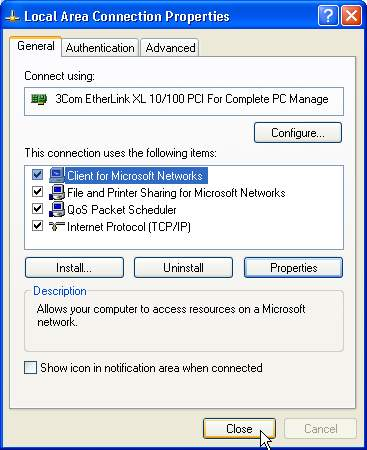 Local Area Connection Properties
General Authentication Advanced
Connect using:
3Com EtherLink XL 10/100 PCI For Complete PC Manage
Configure...
This connection uses the following items:
Client for Microsoft Networks
File and Printer Sharing for Microsoft Networks
QoS Packet Scheduler
Internet Protocol (TCP/IP)
Install... Uninstall Properties
Description
Allows your computer to access resources on a Microsoft
network.
Show icon in notification area when connected
Close Cancel